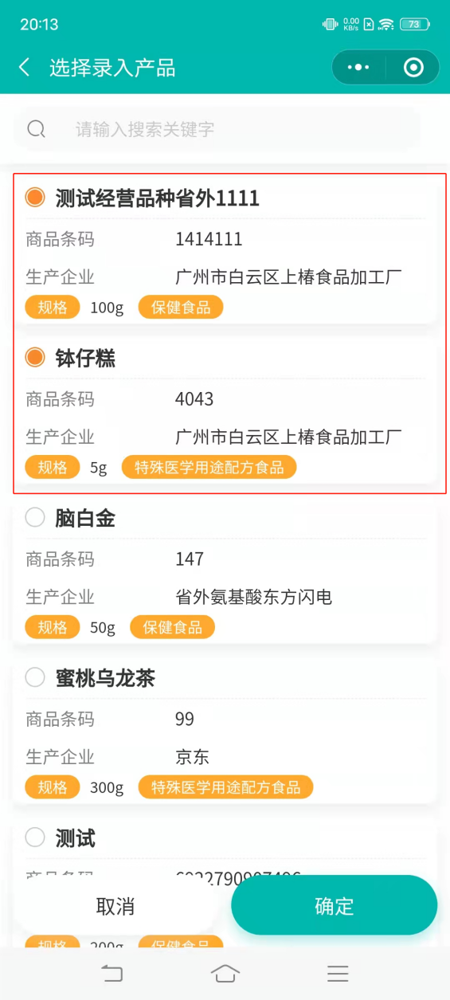 20:13
0.00 KB/s
73
选择录入产品
请输入搜索关键字
测试经营品种省外1111
商品条码 1414111
生产企业 广州市白云区上椿食品加工厂
规格 100g 保健食品
钵仔糕
商品条码 4043
生产企业 广州市白云区上椿食品加工厂
规格 5g 特殊医学用途配方食品
脑白金
商品条码 147
生产企业 省外氨基酸东方闪电
规格 50g 保健食品
蜜桃乌龙茶
商品条码 99
生产企业 京东
规格 300g 特殊医学用途配方食品
测试
商品条码
取消 确定
规格 200g 保健食品